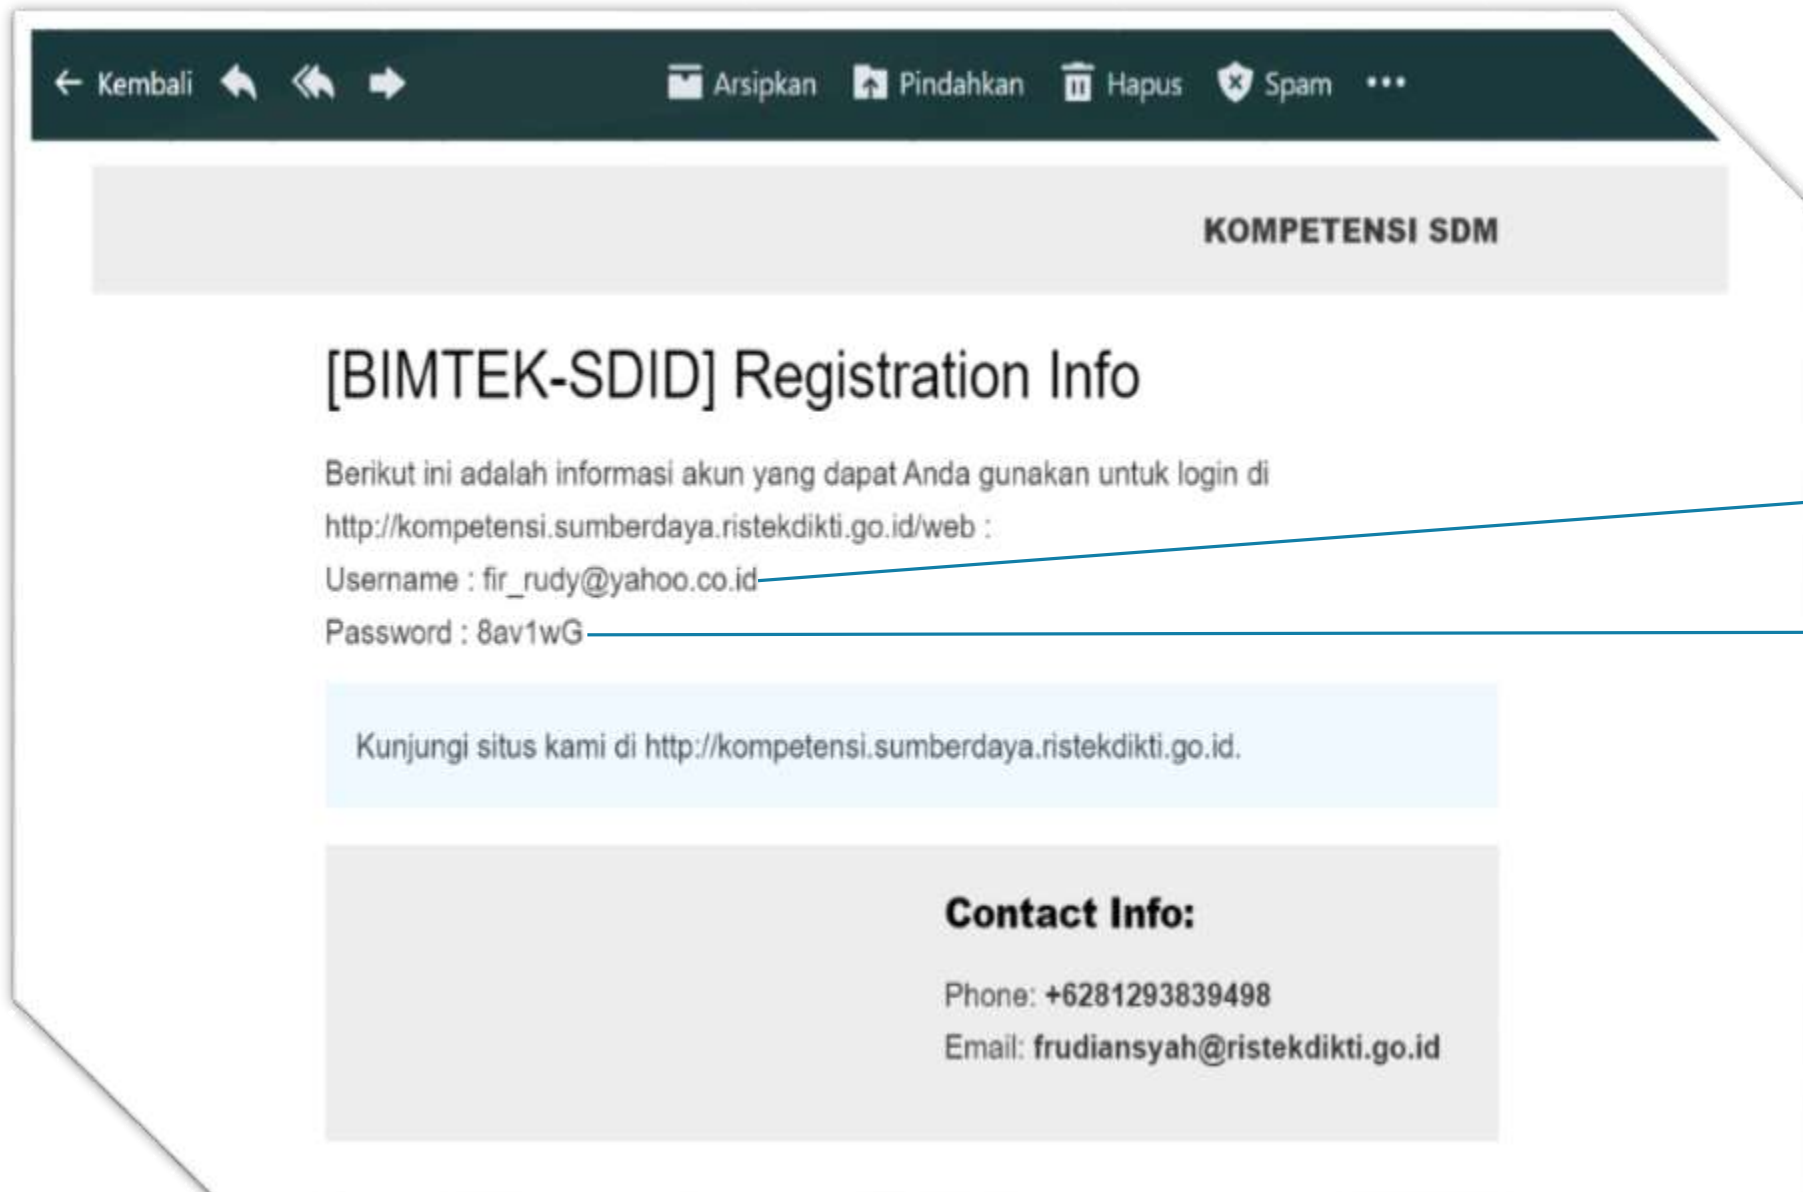 Kembali Arsipkan Pindahkan Hapus Spam
KOMPETENSI SDM
[BIMTEK-SDID] Registration Info
Berikut ini adalah informasi akun yang dapat Anda gunakan untuk login di
http://kompetensi.sumberdaya.ristekdikti.go.id/web :
Username : fir_rudy@yahoo.co.id
Password : 8av1wG
Kunjungi situs kami di http://kompetensi.sumberdaya.ristekdikti.go.id.
Contact Info:
Phone: +6281293839498
Email: frudiansyah@ristekdikti.go.id